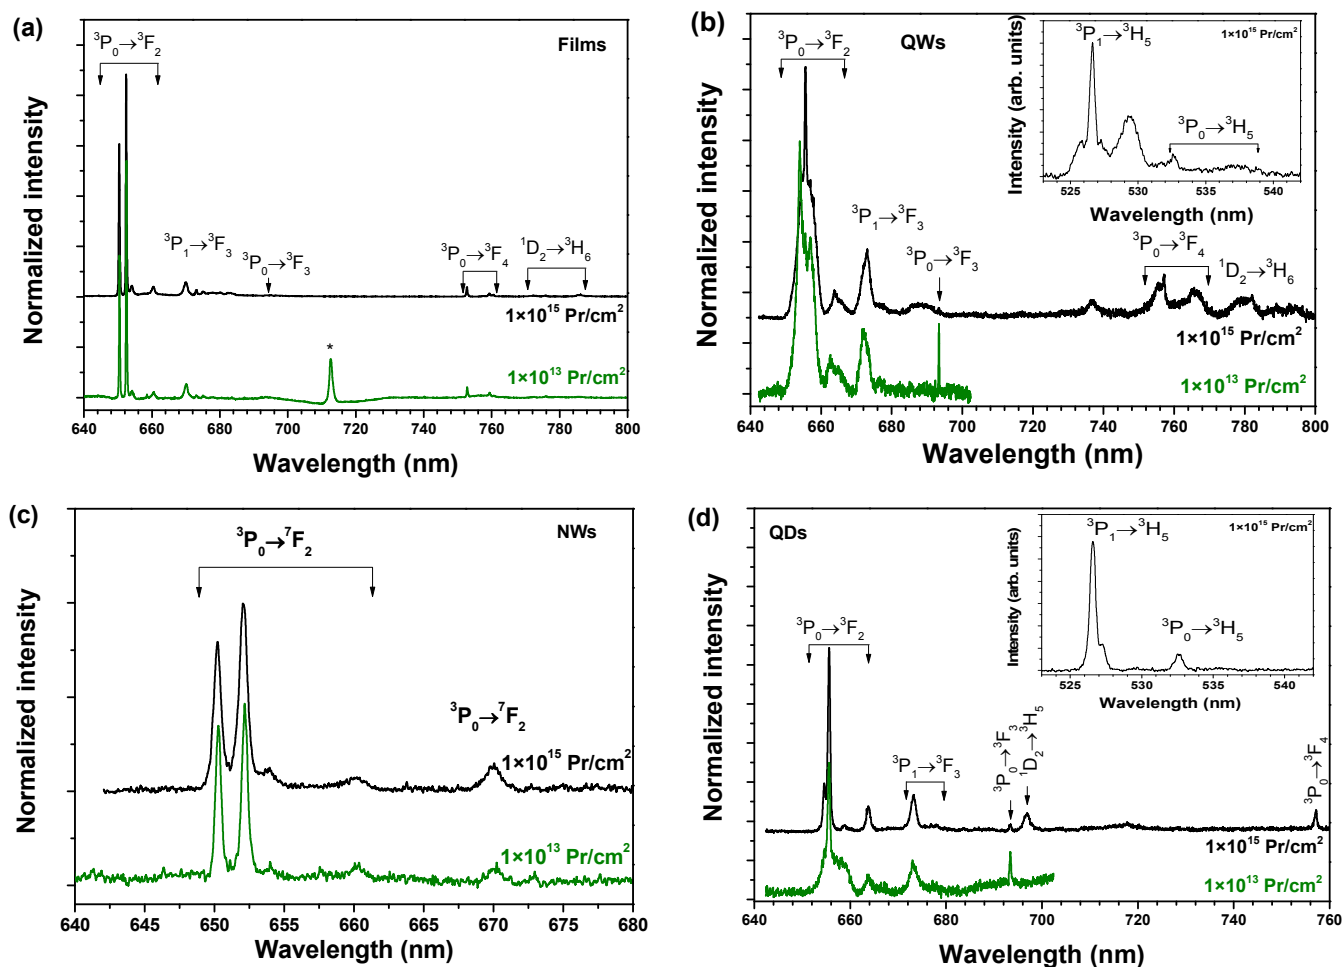 (a)
³P₀→³F₂
Films
³P₁→³F₃
³P₀→³F₃
³P₀→³F₄
¹D₂→³H₆
1×10¹⁵ Pr/cm²
*
1×10¹³ Pr/cm²
Normalized intensity
640 660 680 700 720 740 760 780 800
Wavelength (nm)
(b)
³P₀→³F₂
QWs
³P₁→³F₃
³P₀→³F₃
³P₀→³F₄
¹D₂→³H₆
1×10¹⁵ Pr/cm²
1×10¹³ Pr/cm²
Normalized intensity
640 660 680 700 720 740 760 780 800
Wavelength (nm)
³P₁→³H₅
1×10¹⁵ Pr/cm²
³P₀→³H₅
Intensity (arb. units)
525 530 535 540
Wavelength (nm)
(c)
NWs
³P₀→⁷F₂
³P₀→⁷F₂
1×10¹⁵ Pr/cm²
1×10¹³ Pr/cm²
Normalized intensity
640 645 650 655 660 665 670 675 680
Wavelength (nm)
(d)
QDs
³P₀→³F₂
³P₁→³F₃
³P₀→³F₃
¹D₂→³H₅
³P₀→³F₄
1×10¹⁵ Pr/cm²
1×10¹³ Pr/cm²
Normalized intensity
640 660 680 700 720 740 760
Wavelength (nm)
³P₁→³H₅
1×10¹⁵ Pr/cm²
³P₀→³H₅
Intensity (arb. units)
525 530 535 540
Wavelength (nm)